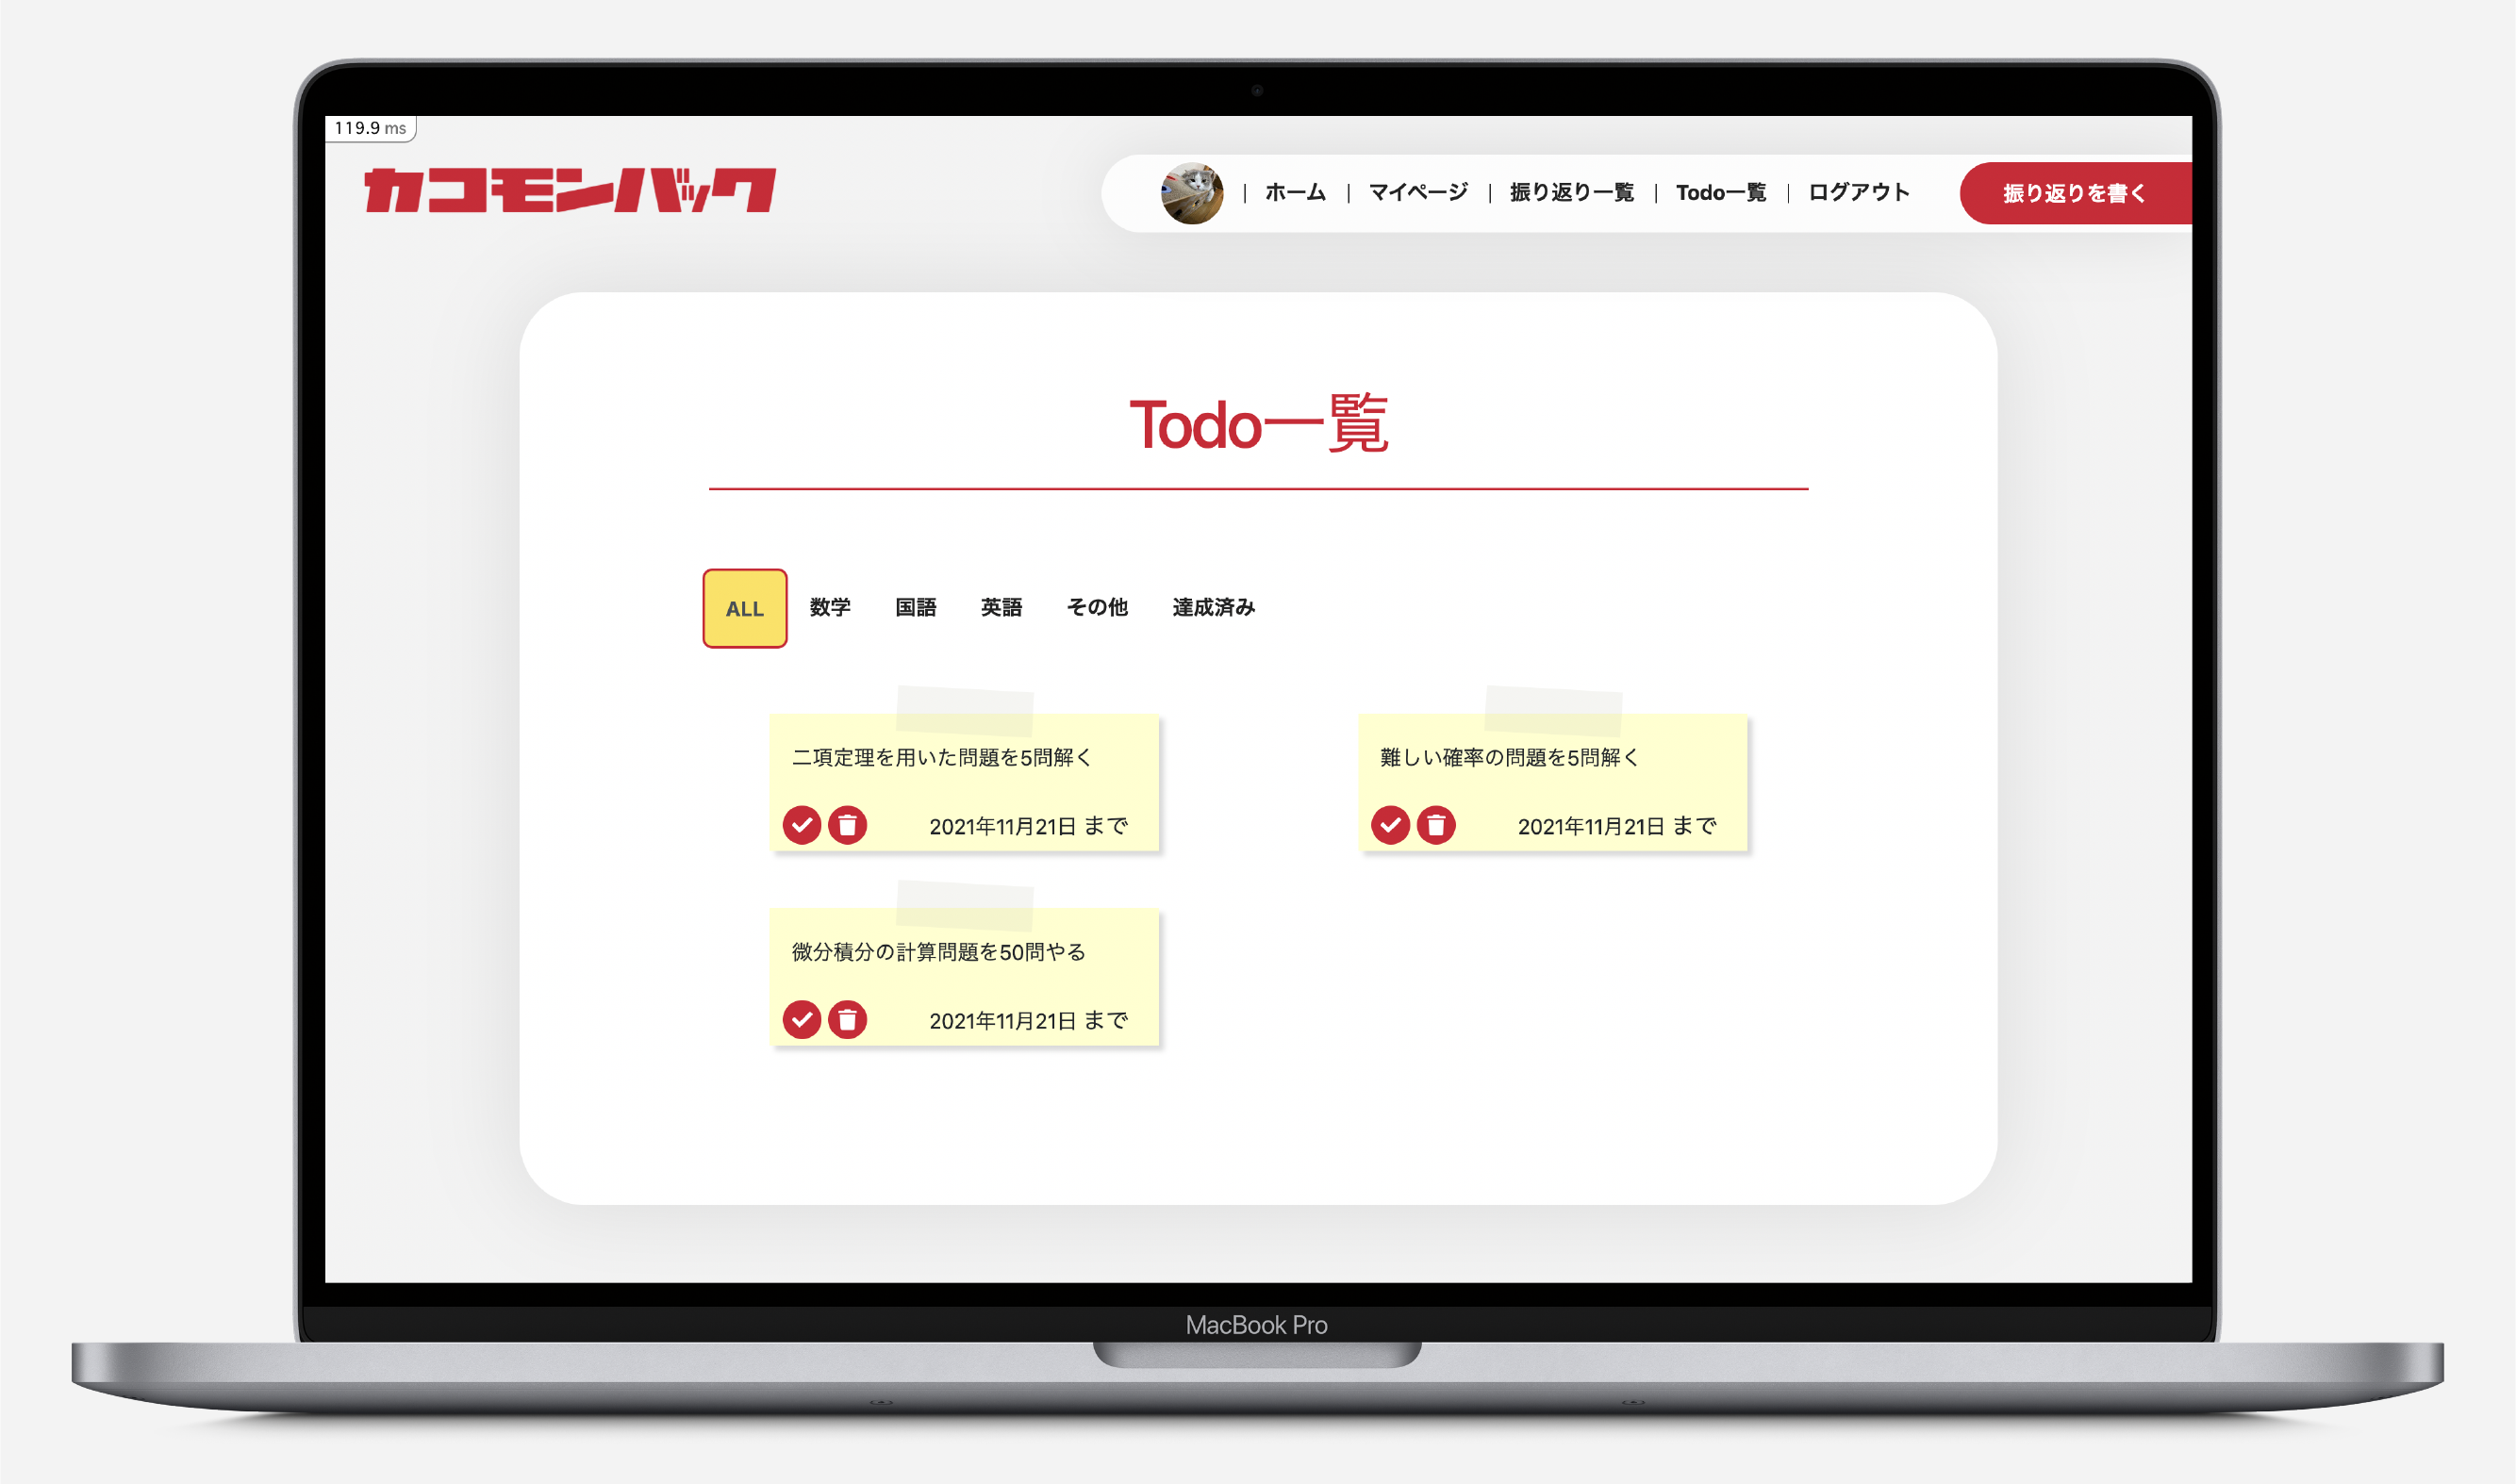 119.9 ms
カコモンバック
| ホーム | マイページ | 振り返り一覧 | Todo一覧 | ログアウト 振り返りを書く
Todo一覧
ALL 数学 国語 英語 その他 達成済み
二項定理を用いた問題を5問解く
2021年11月21日 まで
難しい確率の問題を5問解く
2021年11月21日 まで
微分積分の計算問題を50問やる
2021年11月21日 まで
MacBook Pro